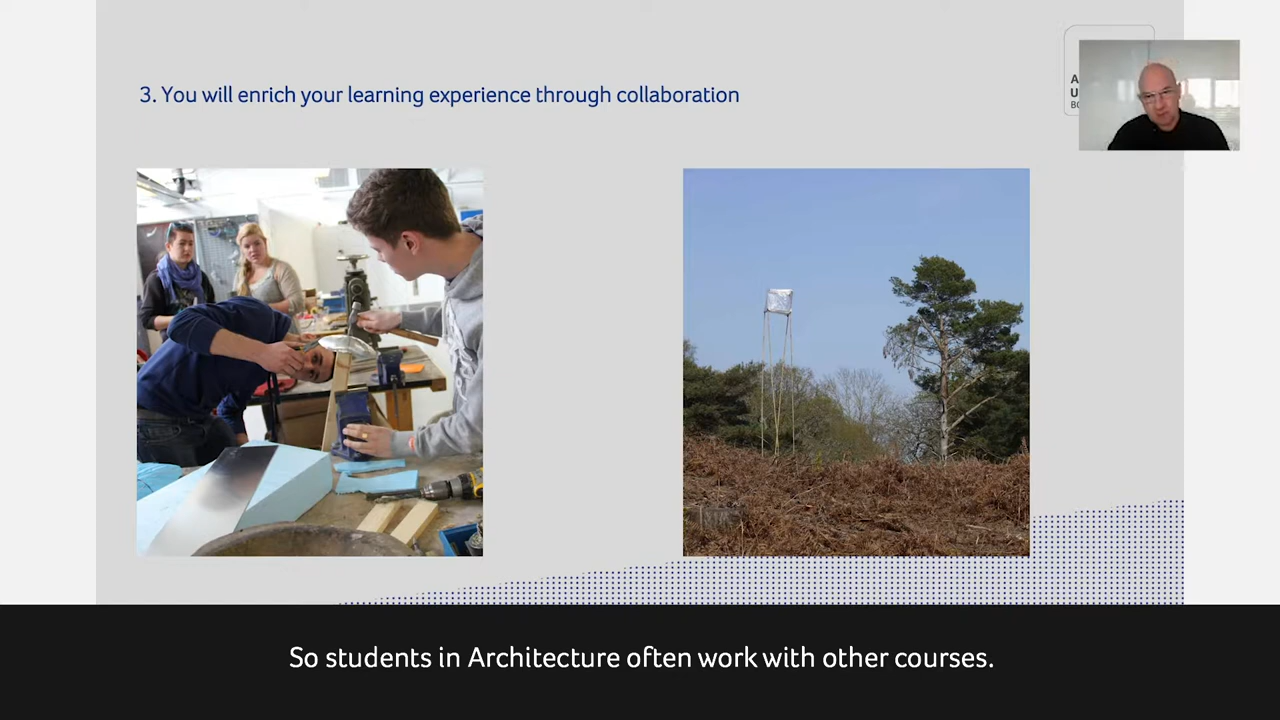 3. You will enrich your learning experience through collaboration
So students in Architecture often work with other courses.